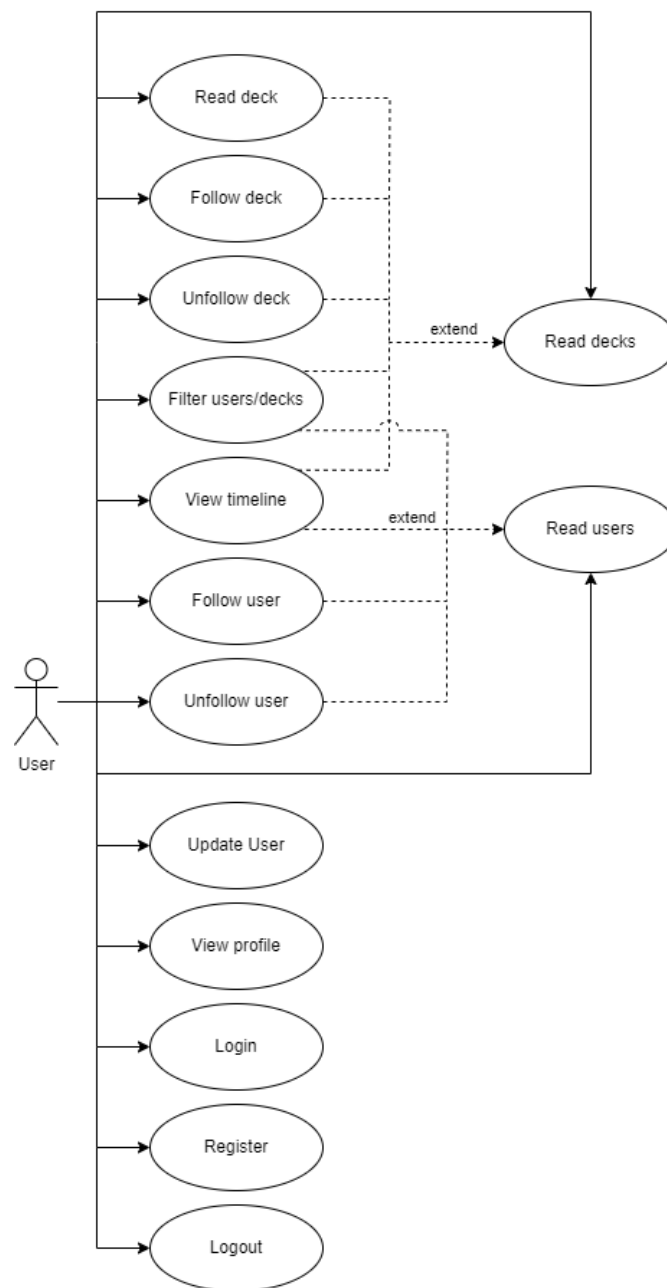 Read deck
Follow deck
Unfollow deck
extend
Read decks
Filter users/decks
View timeline
extend
Read users
Follow user
Unfollow user
User
Update User
View profile
Login
Register
Logout